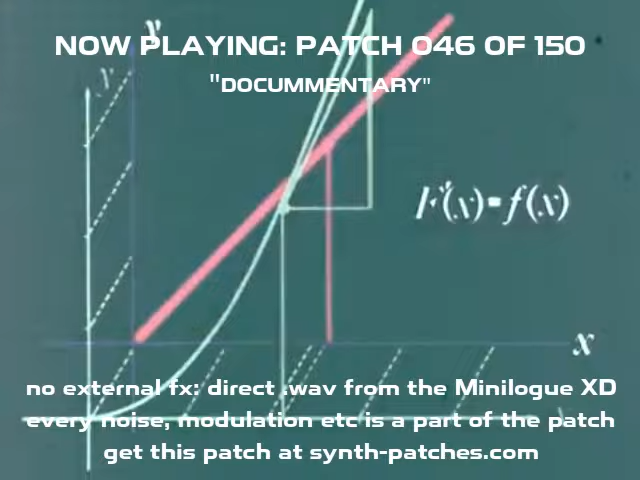 y
NOW PLAYING: PATCH 046 OF 150
y
"DOCUMMENTARY"
F'(x)=f(x)
x
no external fx: direct .wav from the Minilogue XD
every noise, modulation etc is a part of the patch
get this patch at synth-patches.com